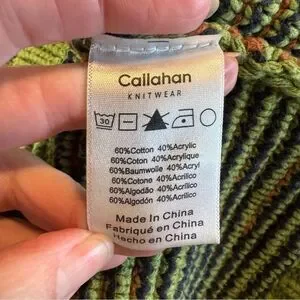 Callahan
KNITWEAR
30
60%Cotton 40%Acrylic
60%Coton 40%Acrylique
60%Baumwolle 40%Acryl
60%Cotone 40%Acrilico
60%Algodão 40%Acrílico
60%Algodón 40%Acrílico
Made In China
Fabriqué en China
Hecho en China